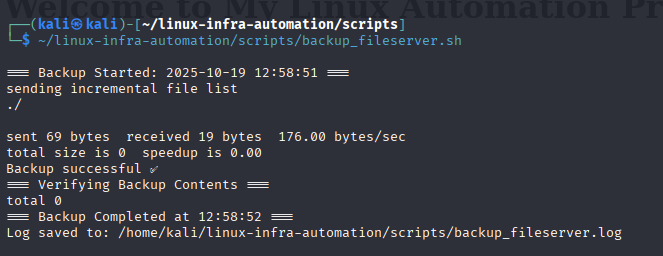 Welcome to My Linux Automation Pr
┌──(kali㉿kali)-[~/linux-infra-automation/scripts]
└─$ ~/linux-infra-automation/scripts/backup_fileserver.sh
=== Backup Started: 2025-10-19 12:58:51 ===
sending incremental file list
./
sent 69 bytes  received 19 bytes  176.00 bytes/sec
total size is 0  speedup is 0.00
Backup successful ✅
=== Verifying Backup Contents ===
total 0
=== Backup Completed at 12:58:52 ===
Log saved to: /home/kali/linux-infra-automation/scripts/backup_fileserver.log